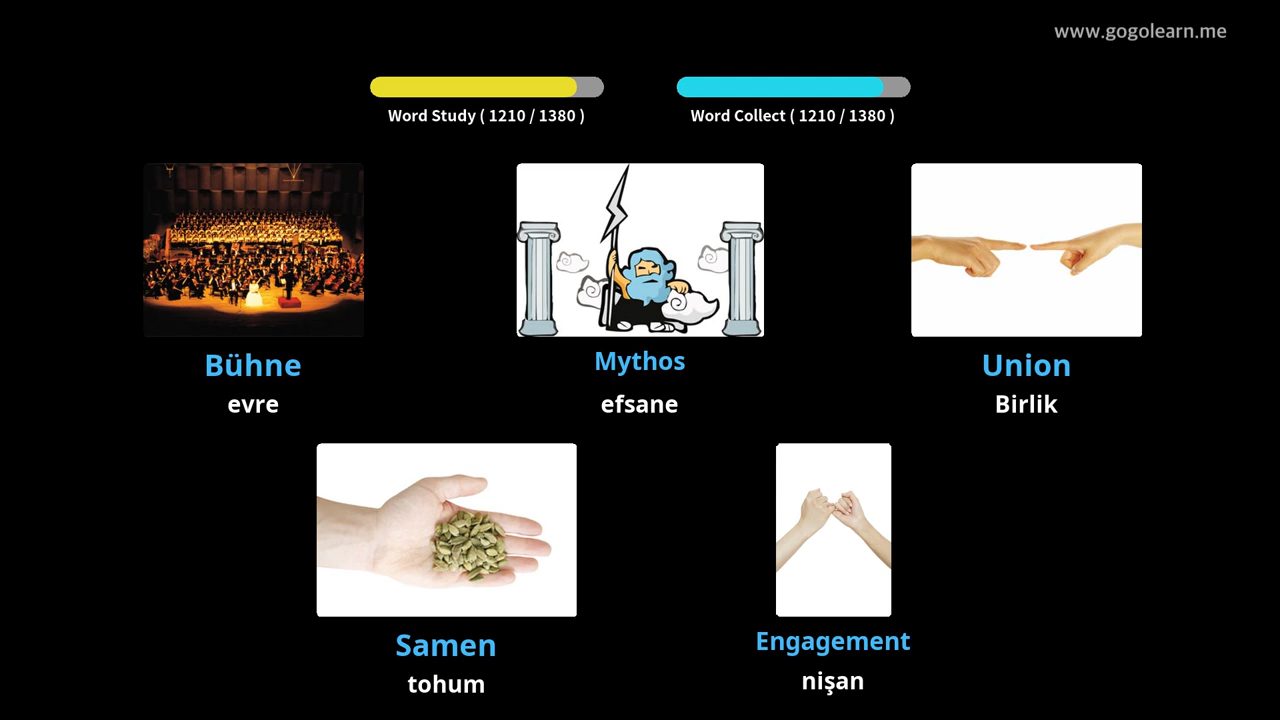 www.gogolearn.me
Word Study ( 1210 / 1380 )
Word Collect ( 1210 / 1380 )
Bühne
evre
Mythos
efsane
Union
Birlik
Samen
tohum
Engagement
nişan